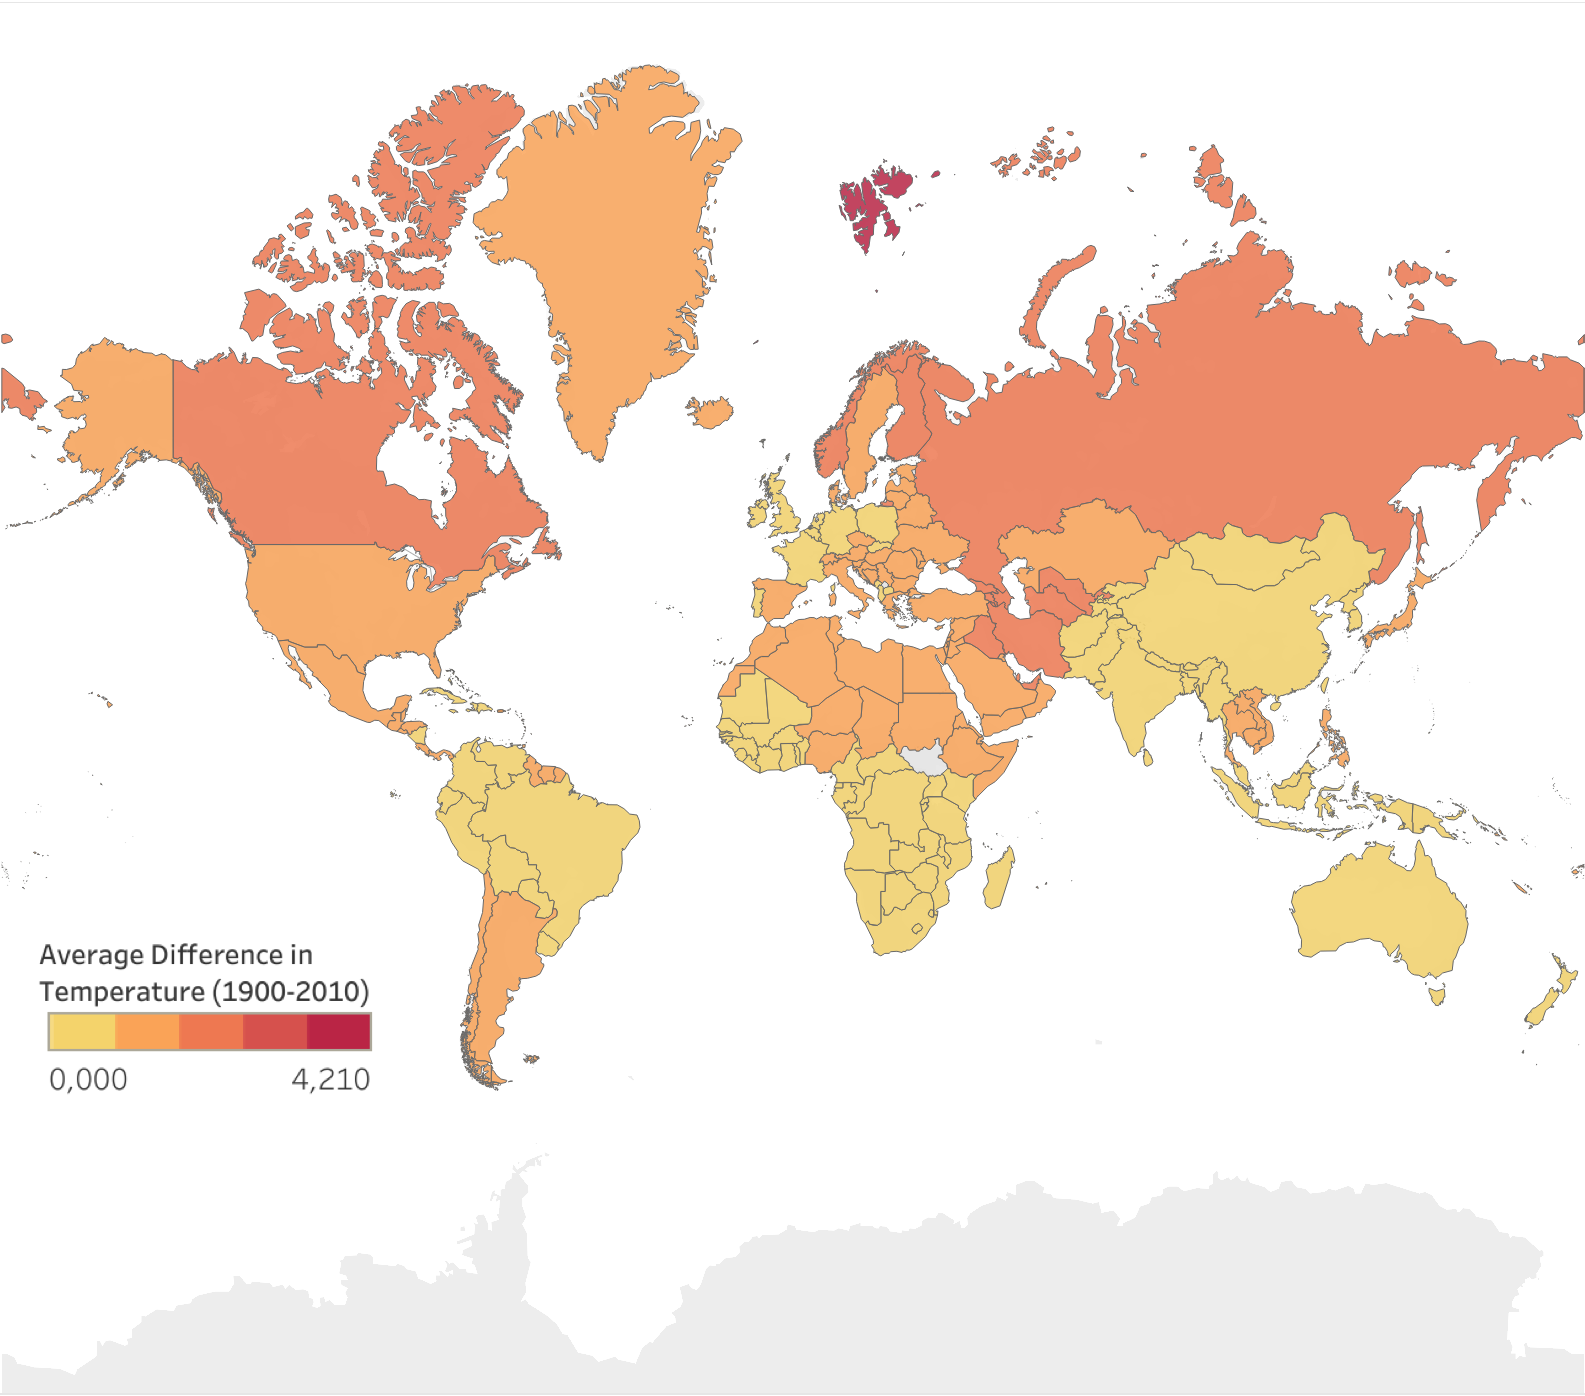 Average Difference in
Temperature (1900-2010)
0,000 4,210